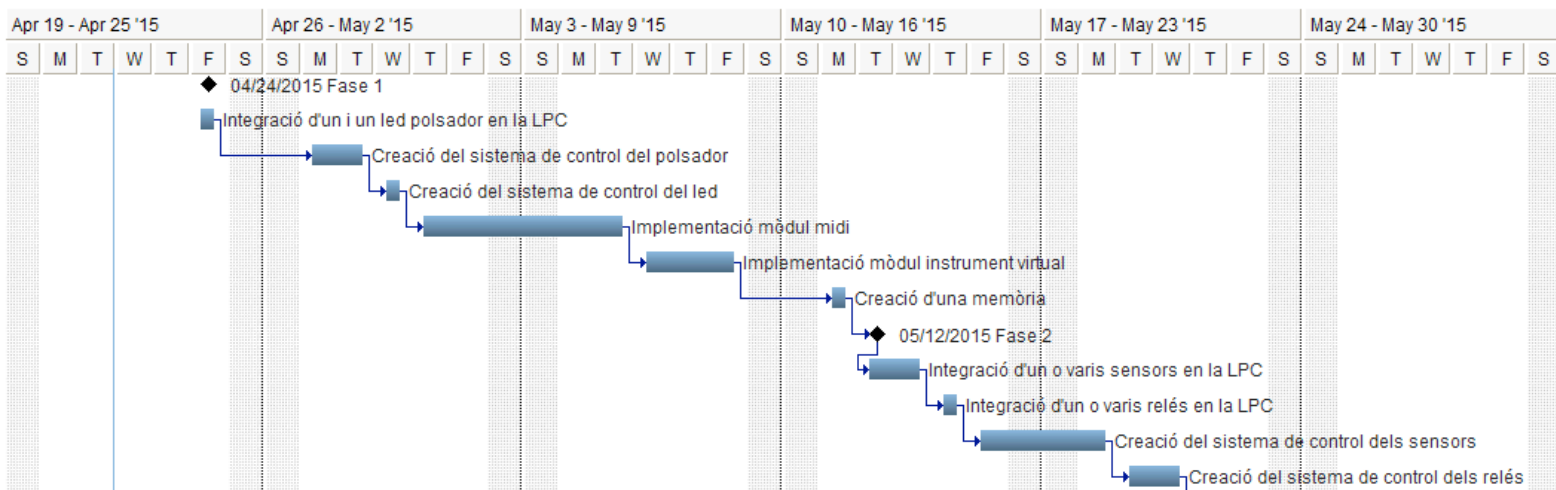 Apr 19 - Apr 25 '15 Apr 26 - May 2 '15 May 3 - May 9 '15 May 10 - May 16 '15 May 17 - May 23 '15 May 24 - May 30 '15
S M T W T F S S M T W T F S S M T W T F S S M T W T F S S M T W T F S S M T W T F S
04/24/2015 Fase 1
Integració d'un i un led polsador en la LPC
Creació del sistema de control del polsador
Creació del sistema de control del led
Implementació mòdul midi
Implementació mòdul instrument virtual
Creació d'una memòria
05/12/2015 Fase 2
Integració d'un o varis sensors en la LPC
Integració d'un o varis relés en la LPC
Creació del sistema de control dels sensors
Creació del sistema de control dels relés